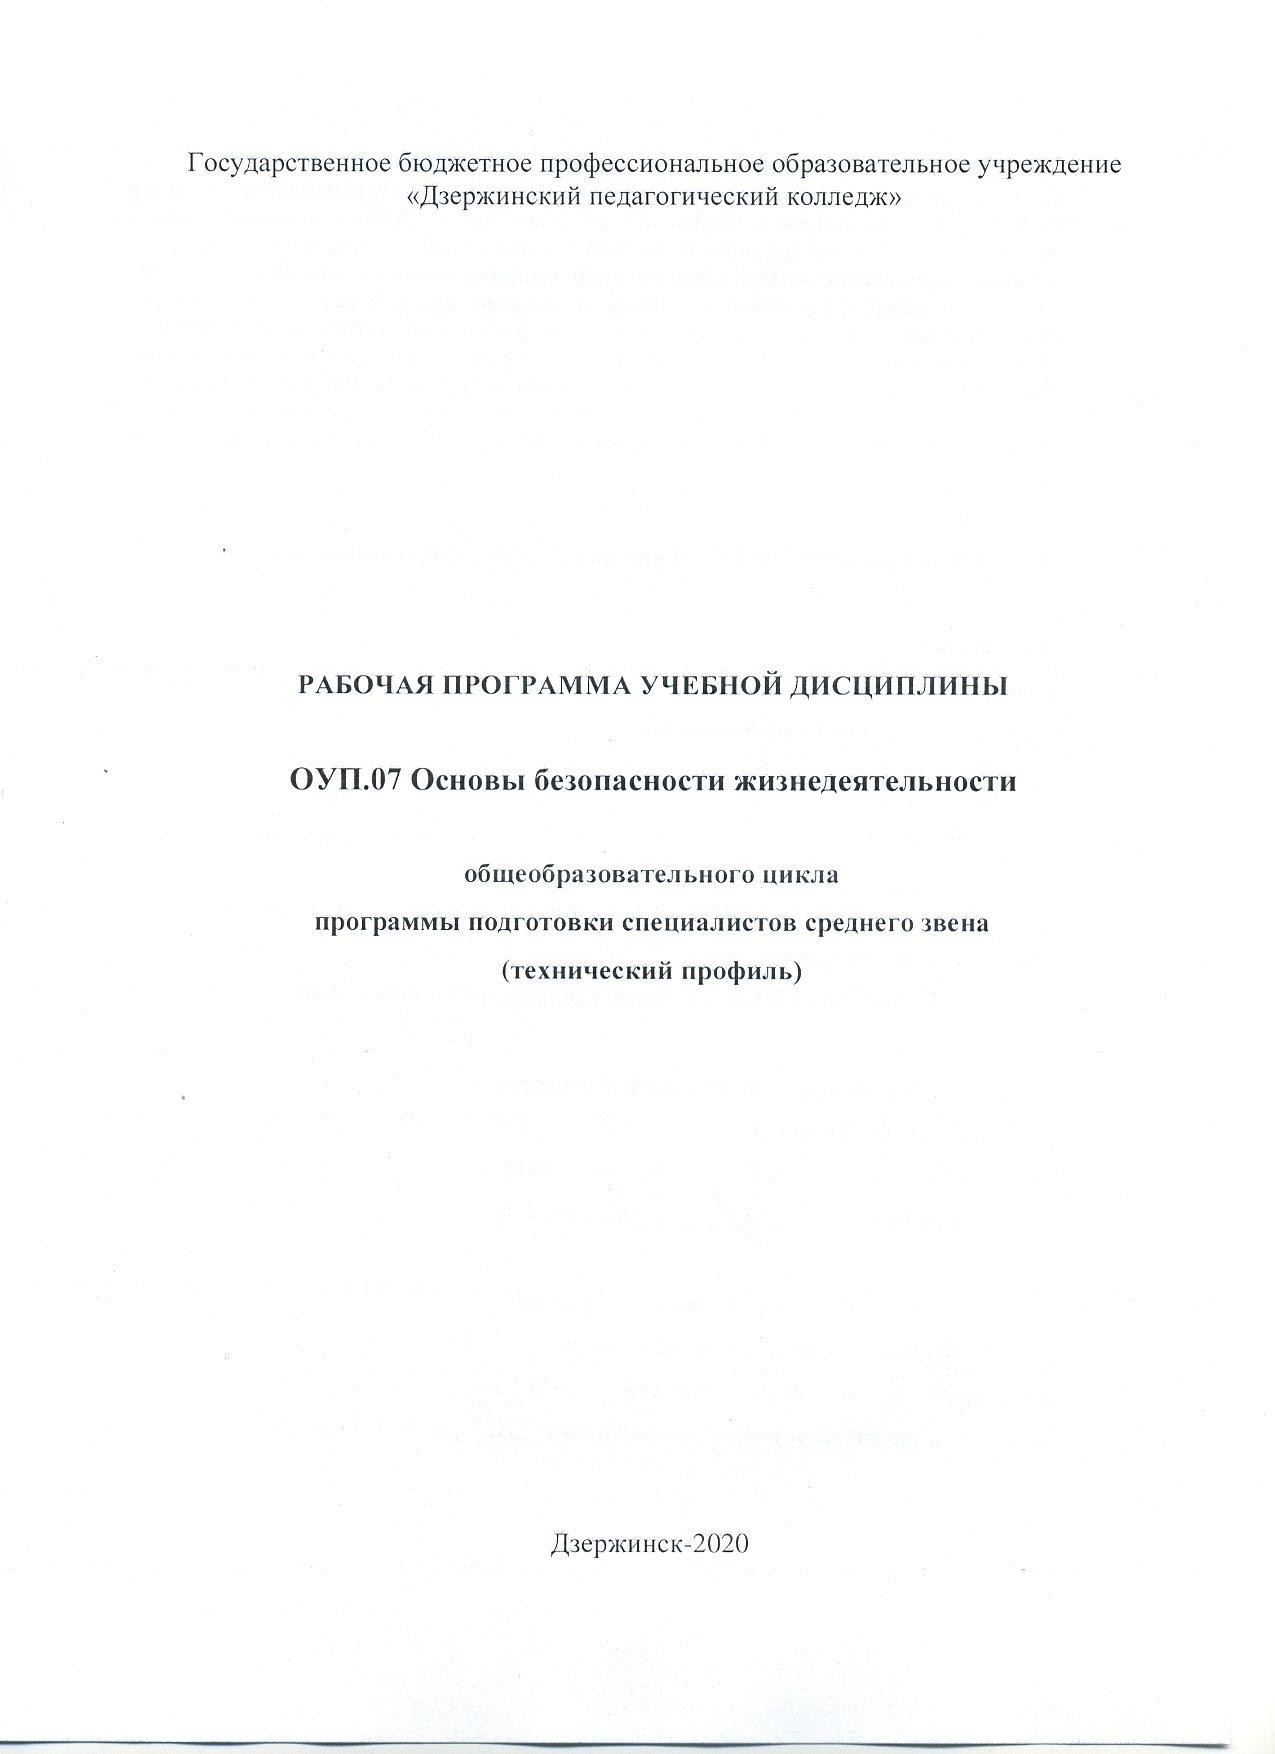 Государственное бюджетное профессиональное образовательное учреждение
«Дзержинский педагогический колледж»
РАБОЧАЯ ПРОГРАММА УЧЕБНОЙ ДИСЦИПЛИНЫ
ОУП.07 Основы безопасности жизнедеятельности
общеобразовательного цикла
программы подготовки специалистов среднего звена
(технический профиль)
Дзержинск-2020